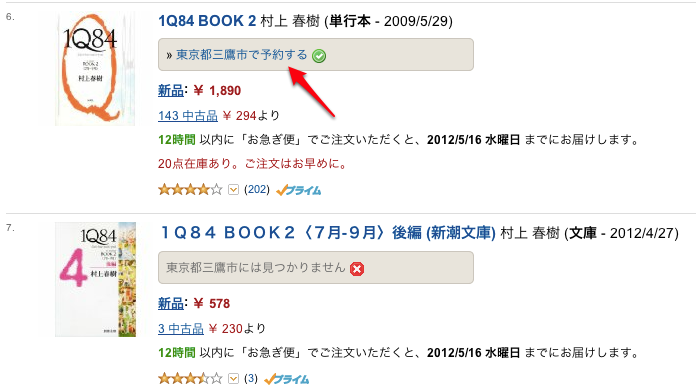 6.
1Q84 BOOK 2 村上 春樹 (単行本 - 2009/5/29)
1Q84
BOOK 2
村上春樹
» 東京都三鷹市で予約する
新品: ￥ 1,890
143 中古品 ￥ 294より
12時間 以内に「お急ぎ便」でご注文いただくと、2012/5/16 水曜日 までにお届けします。
20点在庫あり。ご注文はお早めに。
(202) プライム
7.
１Ｑ８４ ＢＯＯＫ２〈７月‐９月〉後編 (新潮文庫) 村上 春樹 (文庫 - 2012/4/27)
1Q84
BOOK2
後編
4
村上春樹
東京都三鷹市には見つかりません
新品: ￥ 578
3 中古品 ￥ 230より
12時間 以内に「お急ぎ便」でご注文いただくと、2012/5/16 水曜日 までにお届けします。
(3) プライム